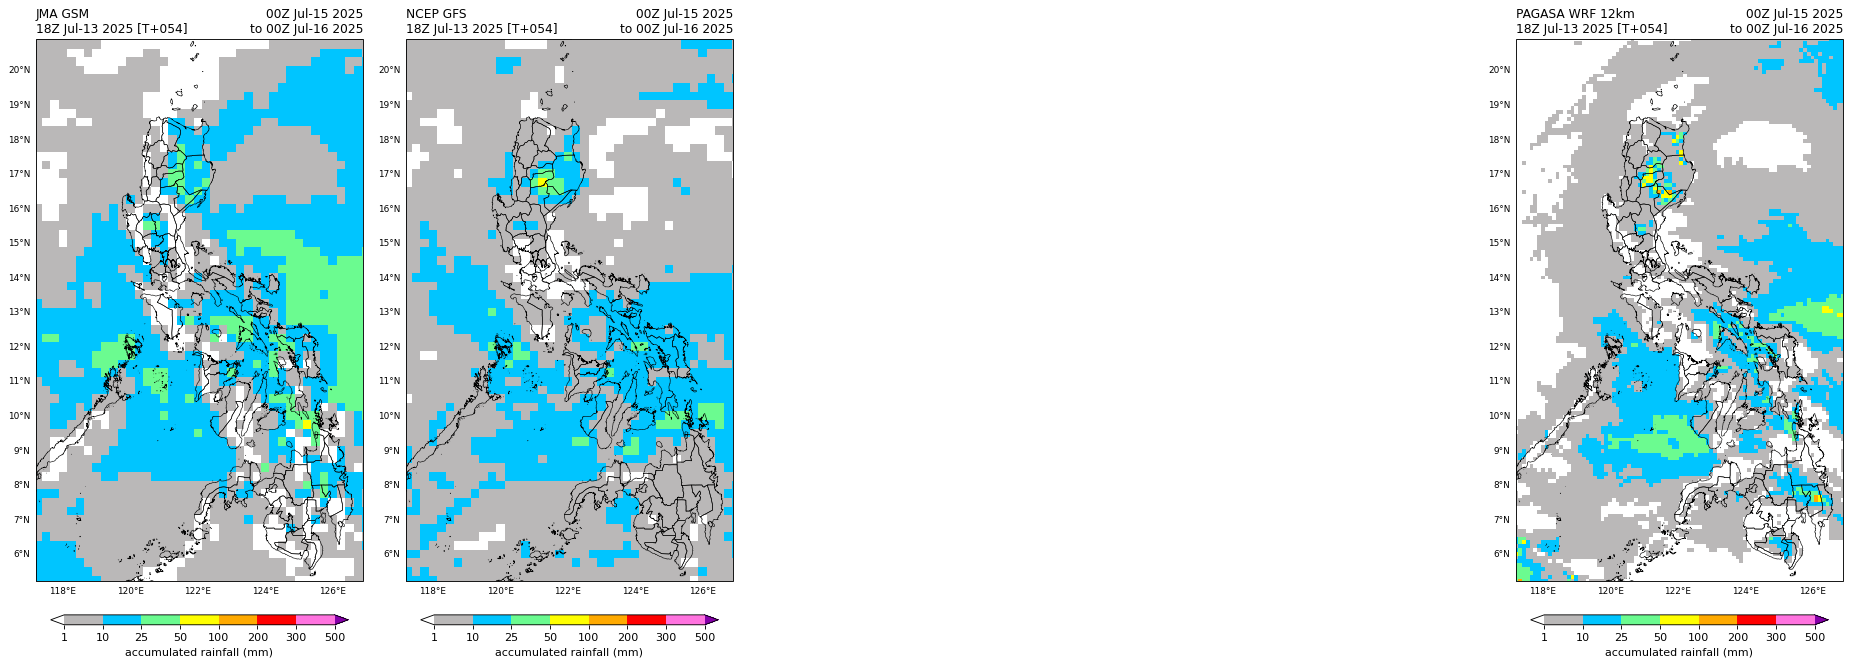 JMA GSM 00Z Jul-15 2025
18Z Jul-13 2025 [T+054] to 00Z Jul-16 2025
20°N
19°N
18°N
17°N
16°N
15°N
14°N
13°N
12°N
11°N
10°N
9°N
8°N
7°N
6°N
118°E 120°E 122°E 124°E 126°E
1 10 25 50 100 200 300 500
accumulated rainfall (mm)
NCEP GFS 00Z Jul-15 2025
18Z Jul-13 2025 [T+054] to 00Z Jul-16 2025
20°N
19°N
18°N
17°N
16°N
15°N
14°N
13°N
12°N
11°N
10°N
9°N
8°N
7°N
6°N
118°E 120°E 122°E 124°E 126°E
1 10 25 50 100 200 300 500
accumulated rainfall (mm)
PAGASA WRF 12km 00Z Jul-15 2025
18Z Jul-13 2025 [T+054] to 00Z Jul-16 2025
20°N
19°N
18°N
17°N
16°N
15°N
14°N
13°N
12°N
11°N
10°N
9°N
8°N
7°N
6°N
118°E 120°E 122°E 124°E 126°E
1 10 25 50 100 200 300 500
accumulated rainfall (mm)